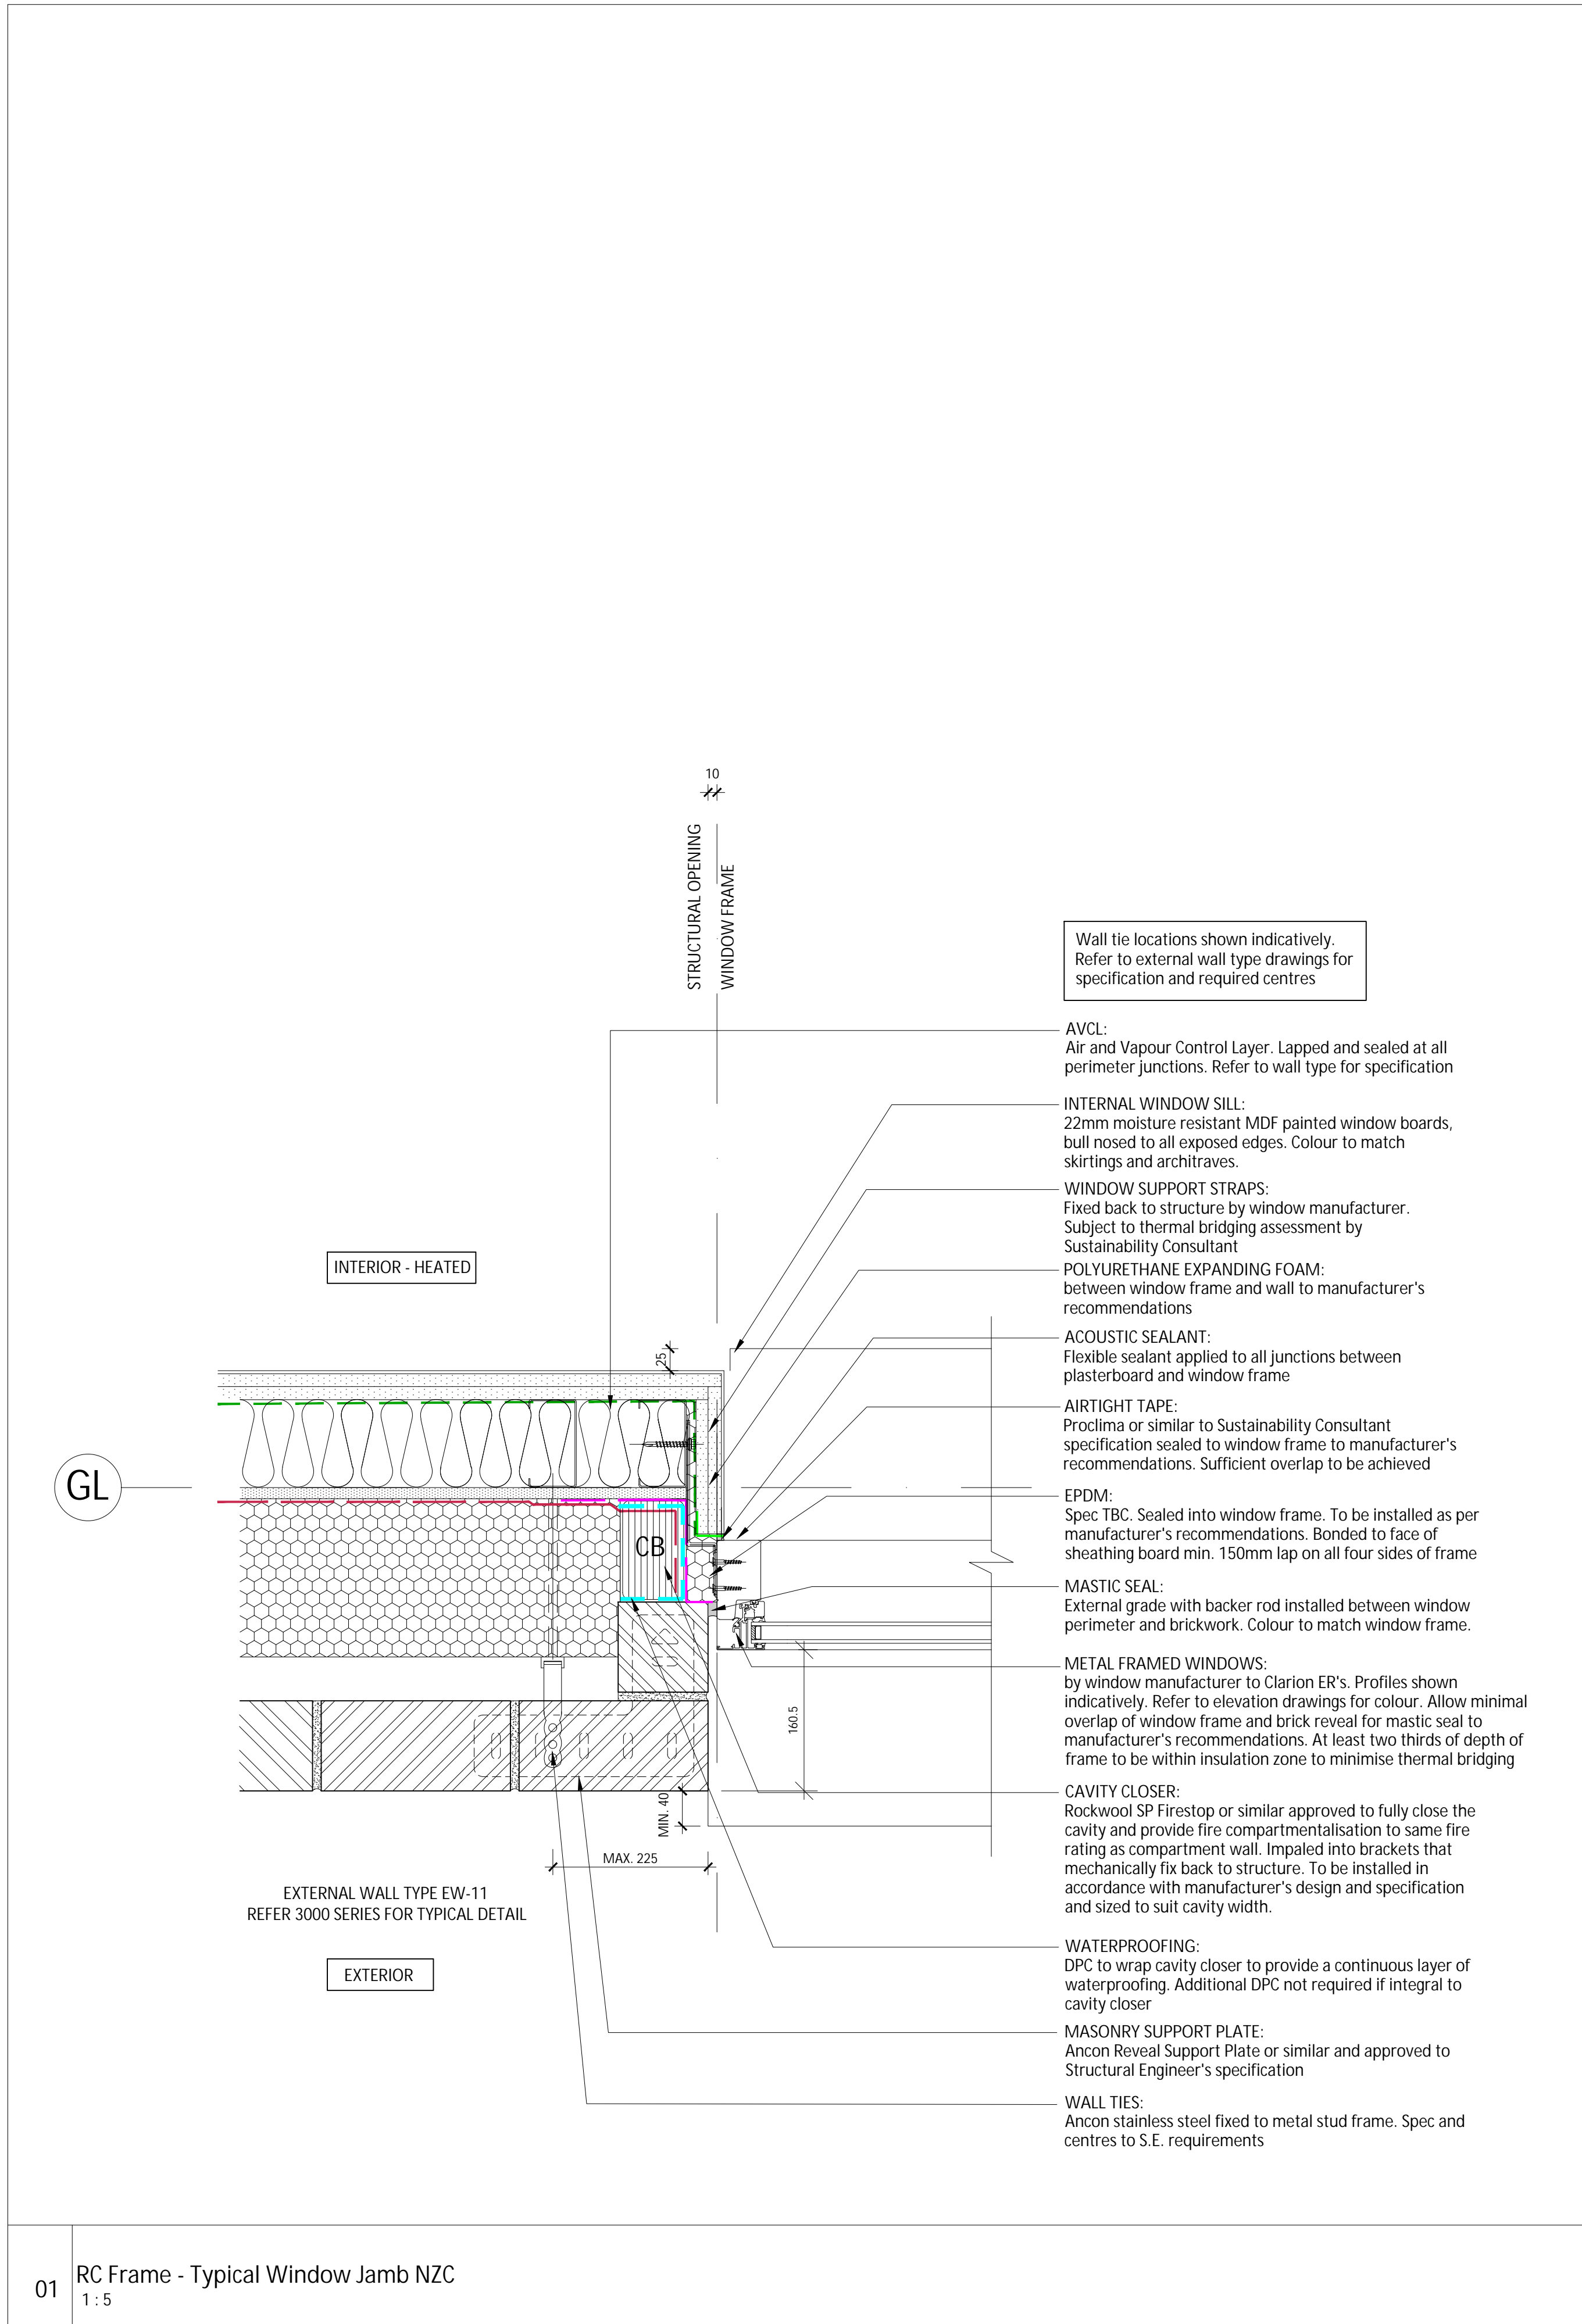 10
STRUCTURAL OPENING
WINDOW FRAME
Wall tie locations shown indicatively.
Refer to external wall type drawings for
specification and required centres
AVCL:
Air and Vapour Control Layer. Lapped and sealed at all
perimeter junctions. Refer to wall type for specification
INTERNAL WINDOW SILL:
22mm moisture resistant MDF painted window boards,
bull nosed to all exposed edges. Colour to match
skirtings and architraves.
WINDOW SUPPORT STRAPS:
Fixed back to structure by window manufacturer.
Subject to thermal bridging assessment by
Sustainability Consultant
INTERIOR - HEATED
POLYURETHANE EXPANDING FOAM:
between window frame and wall to manufacturer's
recommendations
25
ACOUSTIC SEALANT:
Flexible sealant applied to all junctions between
plasterboard and window frame
AIRTIGHT TAPE:
Proclima or similar to Sustainability Consultant
specification sealed to window frame to manufacturer's
recommendations. Sufficient overlap to be achieved
GL
EPDM:
Spec TBC. Sealed into window frame. To be installed as per
manufacturer's recommendations. Bonded to face of
sheathing board min. 150mm lap on all four sides of frame
CB
MASTIC SEAL:
External grade with backer rod installed between window
perimeter and brickwork. Colour to match window frame.
METAL FRAMED WINDOWS:
by window manufacturer to Clarion ER's. Profiles shown
indicatively. Refer to elevation drawings for colour. Allow minimal
overlap of window frame and brick reveal for mastic seal to
manufacturer's recommendations. At least two thirds of depth of
frame to be within insulation zone to minimise thermal bridging
160.5
CAVITY CLOSER:
Rockwool SP Firestop or similar approved to fully close the
cavity and provide fire compartmentalisation to same fire
rating as compartment wall. Impaled into brackets that
mechanically fix back to structure. To be installed in
accordance with manufacturer's design and specification
and sized to suit cavity width.
MIN. 40
MAX. 225
EXTERNAL WALL TYPE EW-11
REFER 3000 SERIES FOR TYPICAL DETAIL
EXTERIOR
WATERPROOFING:
DPC to wrap cavity closer to provide a continuous layer of
waterproofing. Additional DPC not required if integral to
cavity closer
MASONRY SUPPORT PLATE:
Ancon Reveal Support Plate or similar and approved to
Structural Engineer's specification
WALL TIES:
Ancon stainless steel fixed to metal stud frame. Spec and
centres to S.E. requirements
01
RC Frame - Typical Window Jamb NZC
1 : 5